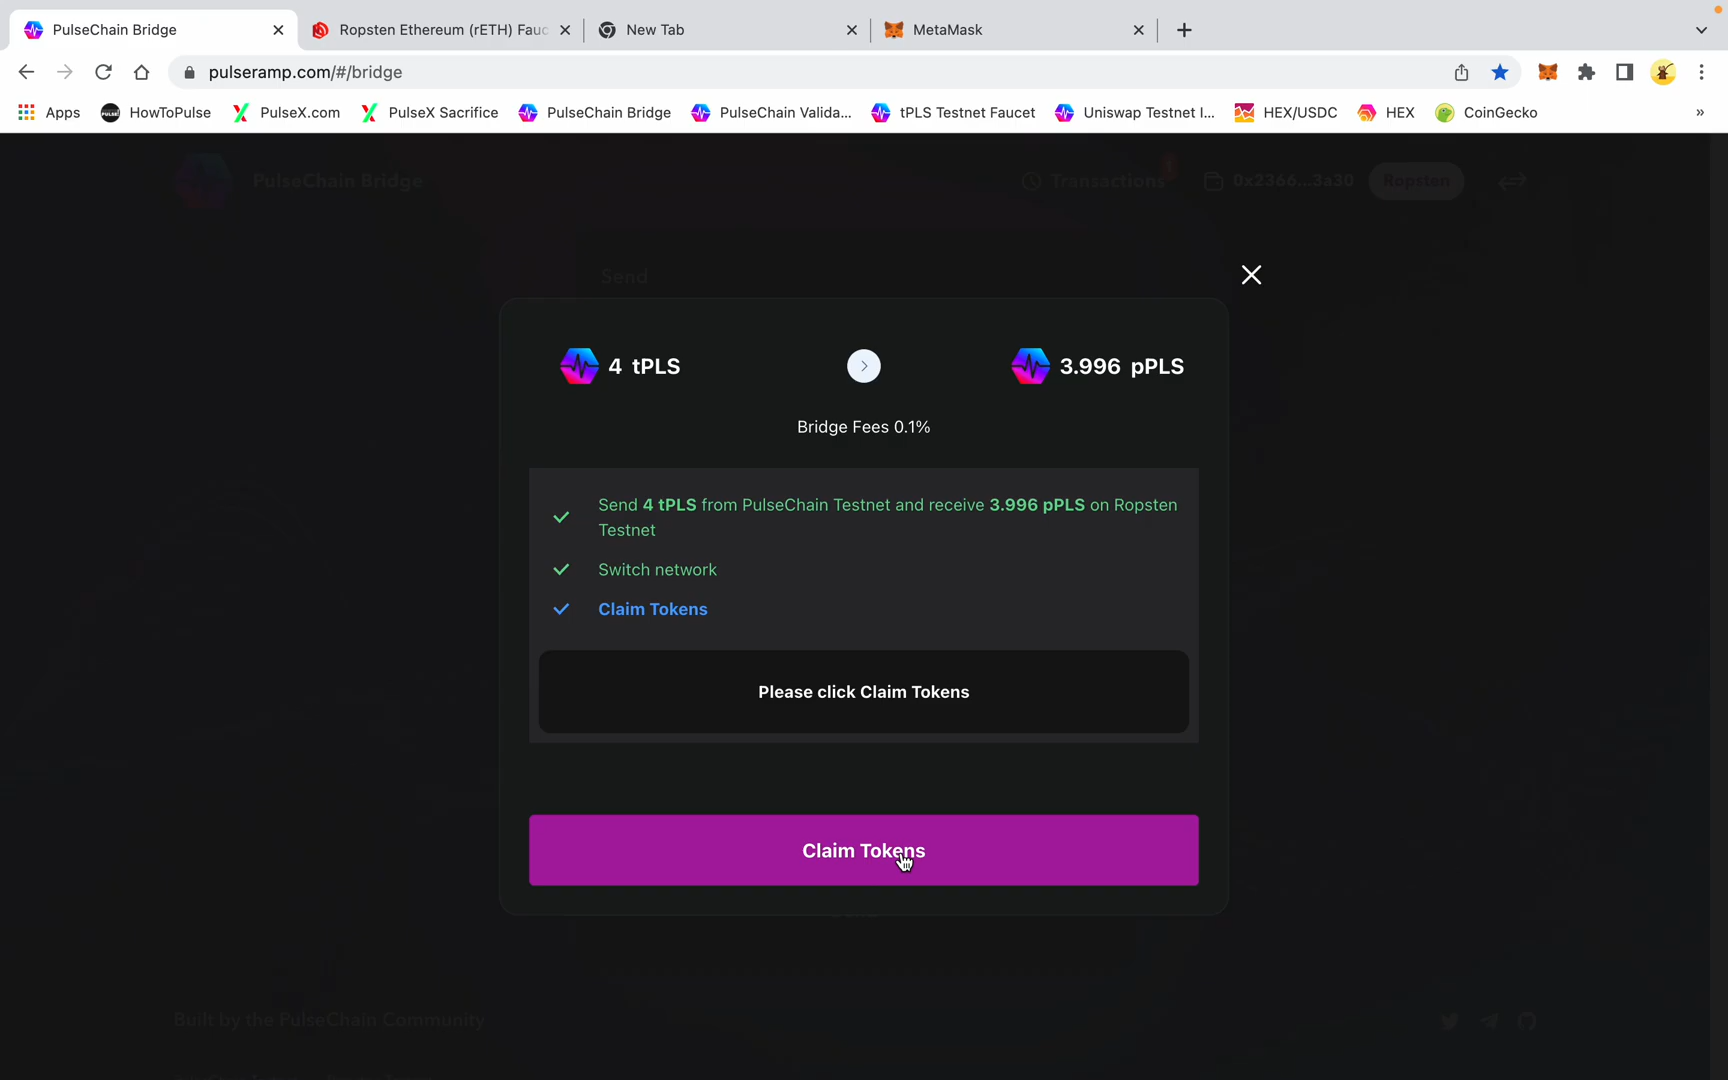 PulseChain Bridge
Ropsten Ethereum (rETH) Fauc
New Tab
MetaMask
pulseramp.com/#/bridge
Apps
HowToPulse
PulseX.com
PulseX Sacrifice
PulseChain Bridge
PulseChain Valida...
tPLS Testnet Faucet
Uniswap Testnet I...
HEX/USDC
HEX
CoinGecko
»
PulseChain Bridge
Transactions
0x2366...3a30
Ropsten
Send
4 tPLS
3.996 pPLS
Bridge Fees 0.1%
Send 4 tPLS from PulseChain Testnet and receive 3.996 pPLS on Ropsten
Testnet
Switch network
Claim Tokens
Please click Claim Tokens
Claim Tokens
Built by the PulseChain Community